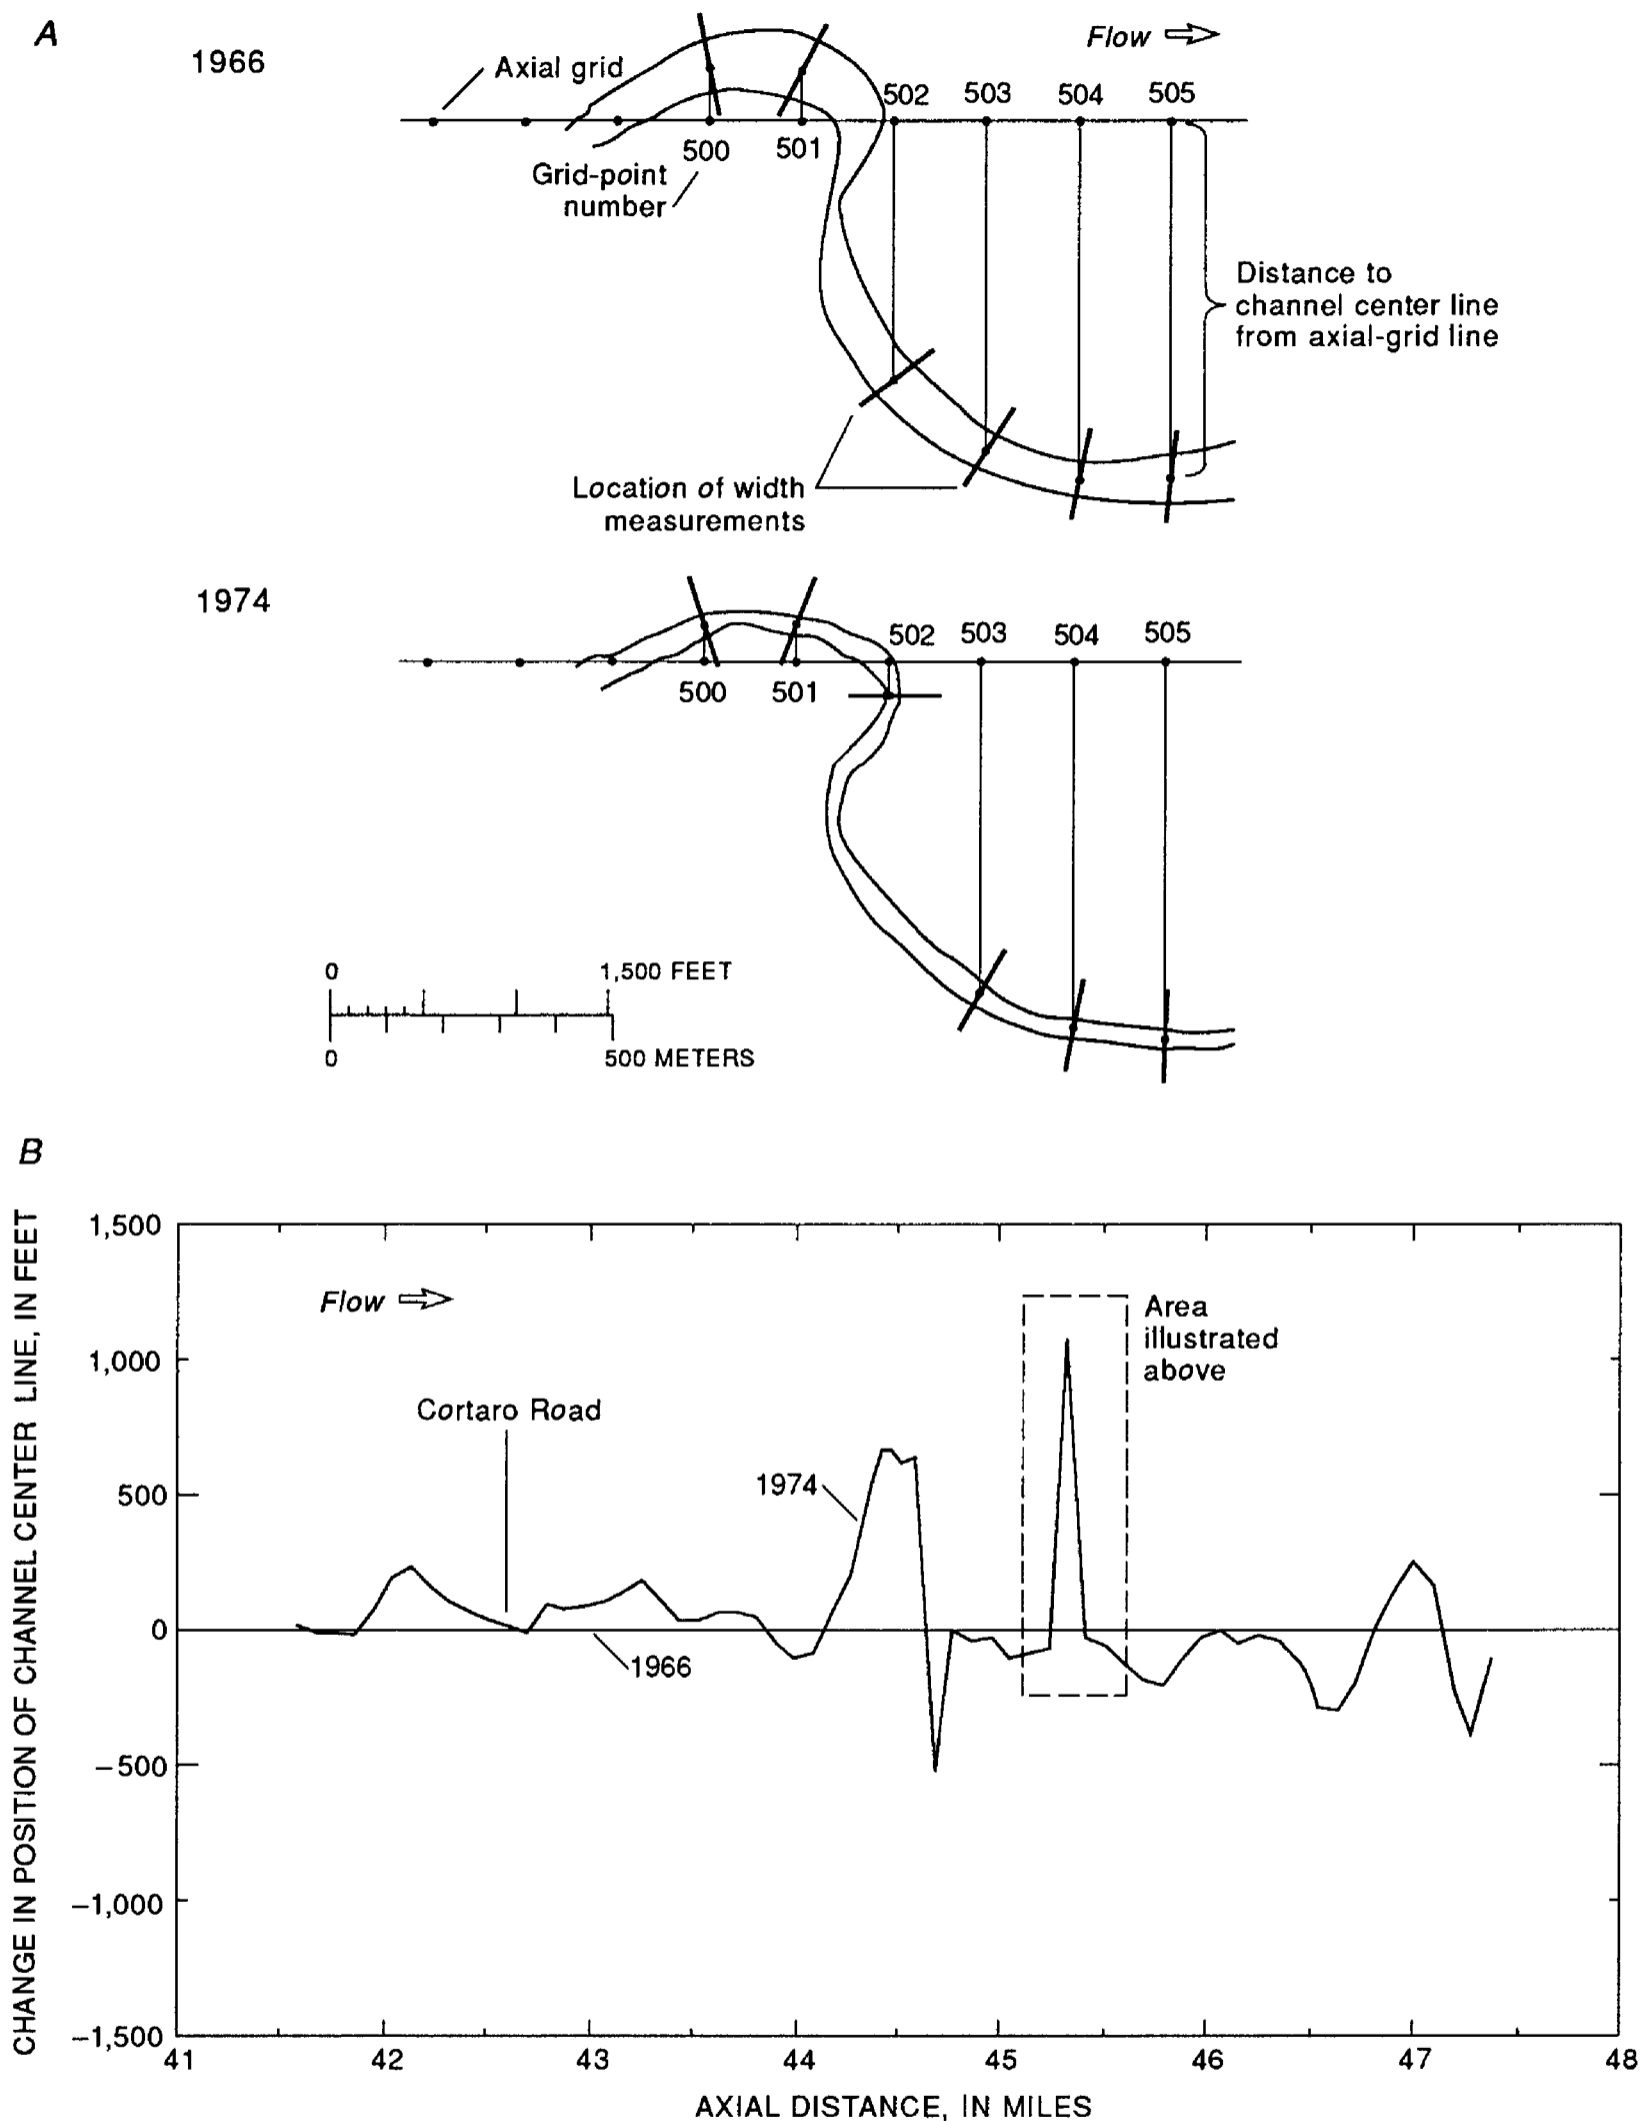 A
1966
Flow
Axial grid
502 503 504 505
500 501
Grid-point
number
Distance to
channel center line
from axial-grid line
Location of width
measurements
1974
502 503 504 505
500 501
0 1,500 FEET
0 500 METERS
B
CHANGE IN POSITION OF CHANNEL CENTER LINE, IN FEET
1,500
1,000
500
0
−500
−1,000
−1,500
Flow
Area
illustrated
above
Cortaro Road
1974
1966
41 42 43 44 45 46 47 48
AXIAL DISTANCE, IN MILES